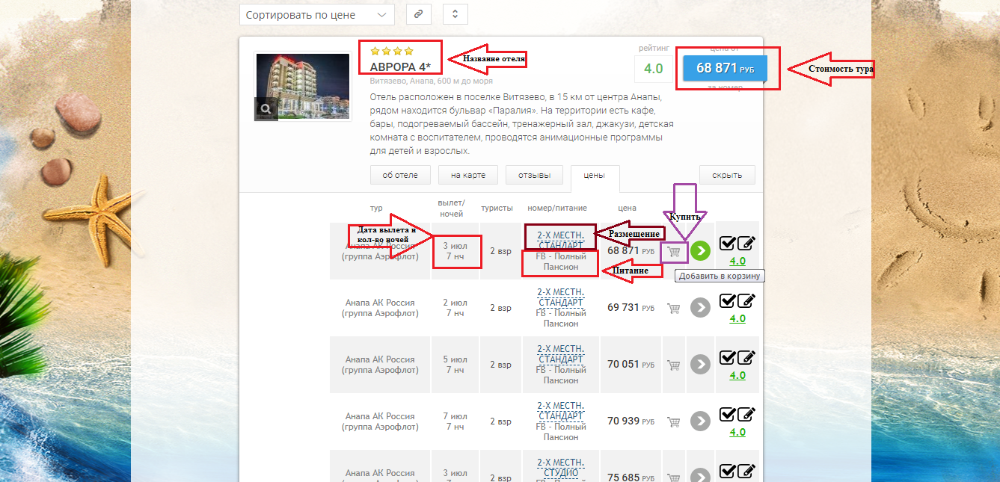 Сортировать по цене
АВРОРА 4*
Название отеля
рейтинг
4.0
цена от
68 871 РУБ
за номер
Стоимость тура
Витязево, Анапа, 600 м до моря
Отель расположен в поселке Витязево, в 15 км от центра Анапы,
рядом находится бульвар «Паралия». На территории есть кафе,
бары, подогреваемый бассейн, тренажерный зал, джакузи, детская
комната с воспитателем, проводятся анимационные программы
для детей и взрослых.
об отеле
на карте
отзывы
цены
скрыть
тур
вылет/
ночей
туристы
номер/питание
цена
Купить
Дата вылета и
кол-во ночей
Анапа АК Россия
(группа Аэрофлот)
3 июл
7 нч
2 взр
2-Х МЕСТН.
СТАНДАРТ
FB - Полный
Пансион
Размещение
Питание
68 871 РУБ
4.0
Добавить в корзину
Анапа АК Россия
(группа Аэрофлот)
2 июл
7 нч
2 взр
2-Х МЕСТН.
СТАНДАРТ
FB - Полный
Пансион
69 731 РУБ
4.0
Анапа АК Россия
(группа Аэрофлот)
5 июл
7 нч
2 взр
2-Х МЕСТН.
СТАНДАРТ
FB - Полный
Пансион
70 051 РУБ
4.0
Анапа АК Россия
(группа Аэрофлот)
7 июл
7 нч
2 взр
2-Х МЕСТН.
СТАНДАРТ
FB - Полный
Пансион
70 939 РУБ
4.0
Анапа АК Россия
(группа Аэрофлот)
3 июл
2 взр
2-Х МЕСТН.
СТУДИО
75 685 РУБ